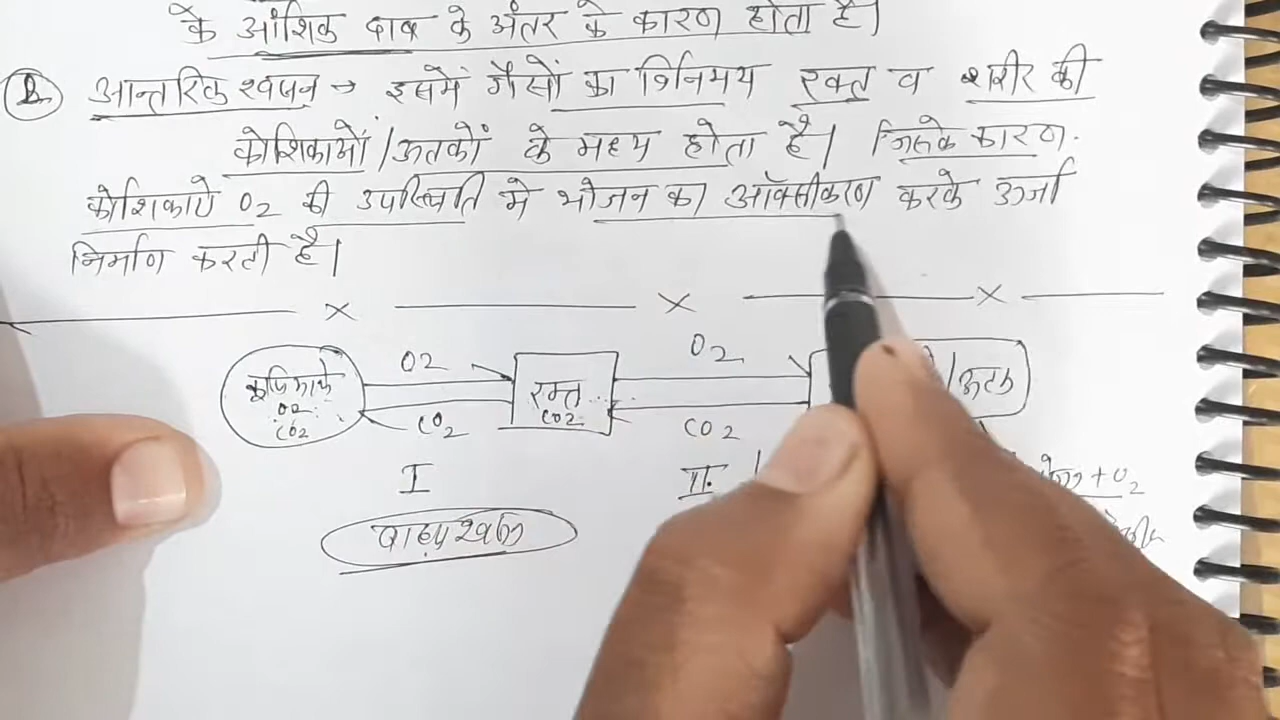 के आंशिक दाब के अंतर के कारण होता है।
B आन्तरिक श्वसन → इसमें गैसों का विनिमय रक्त व शरीर की
कोशिकाओं/ऊतकों के मध्य होता है। जिसके कारण
कोशिकाऐं O2 की उपस्थिति मे भोजन का ऑक्सीकरण करके ऊर्जा
निर्माण करती है।
× × ×
O2 O2
कूपिकाके रक्त /ऊतक
O2 CO2
CO2
CO2 CO2
I II
+ O2
बाह्य श्वसन